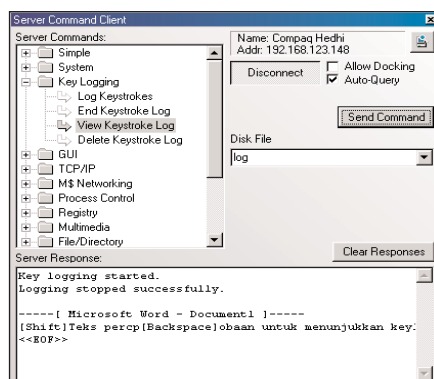 Server Command Client
Server Commands:
Simple
System
Key Logging
Log Keystrokes
End Keystroke Log
View Keystroke Log
Delete Keystroke Log
GUI
TCP/IP
M$ Networking
Process Control
Registry
Multimedia
File/Directory
Name: Compaq Hedhi
Addr: 192.168.123.148
Disconnect
Allow Docking
Auto-Query
Send Command
Disk File
log
Server Response:
Clear Responses
Key logging started.
Logging stopped successfully.
-----[ Microsoft Word - Document1 ]-----
[Shift]Teks percp[Backspace]obaan untuk menunjukkan key
<<EOF>>